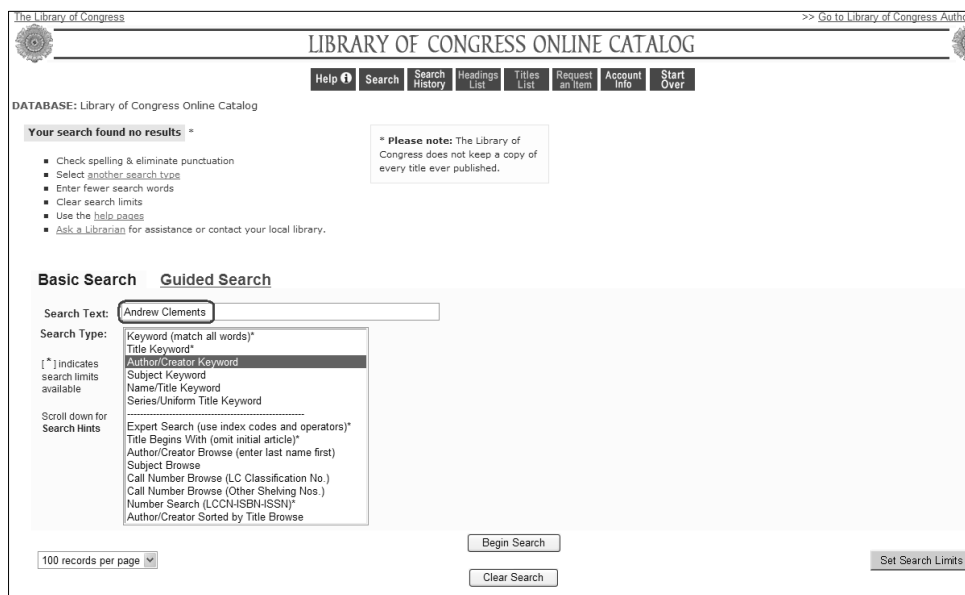 The Library of Congress
>> Go to Library of Congress Autho
LIBRARY OF CONGRESS ONLINE CATALOG
Help Search Search History Headings List Titles List Request an Item Account Info Start Over
DATABASE: Library of Congress Online Catalog
Your search found no results *
▪ Check spelling & eliminate punctuation
▪ Select another search type
▪ Enter fewer search words
▪ Clear search limits
▪ Use the help pages
▪ Ask a Librarian for assistance or contact your local library.
* Please note: The Library of
Congress does not keep a copy of
every title ever published.
Basic Search Guided Search
Search Text: Andrew Clements
Search Type:
[*] indicates
search limits
available
Scroll down for
Search Hints
Keyword (match all words)*
Title Keyword*
Author/Creator Keyword
Subject Keyword
Name/Title Keyword
Series/Uniform Title Keyword
--------------------------------------------------------
Expert Search (use index codes and operators)*
Title Begins With (omit initial article)*
Author/Creator Browse (enter last name first)
Subject Browse
Call Number Browse (LC Classification No.)
Call Number Browse (Other Shelving Nos.)
Number Search (LCCN-ISBN-ISSN)*
Author/Creator Sorted by Title Browse
100 records per page
Begin Search
Clear Search
Set Search Limits